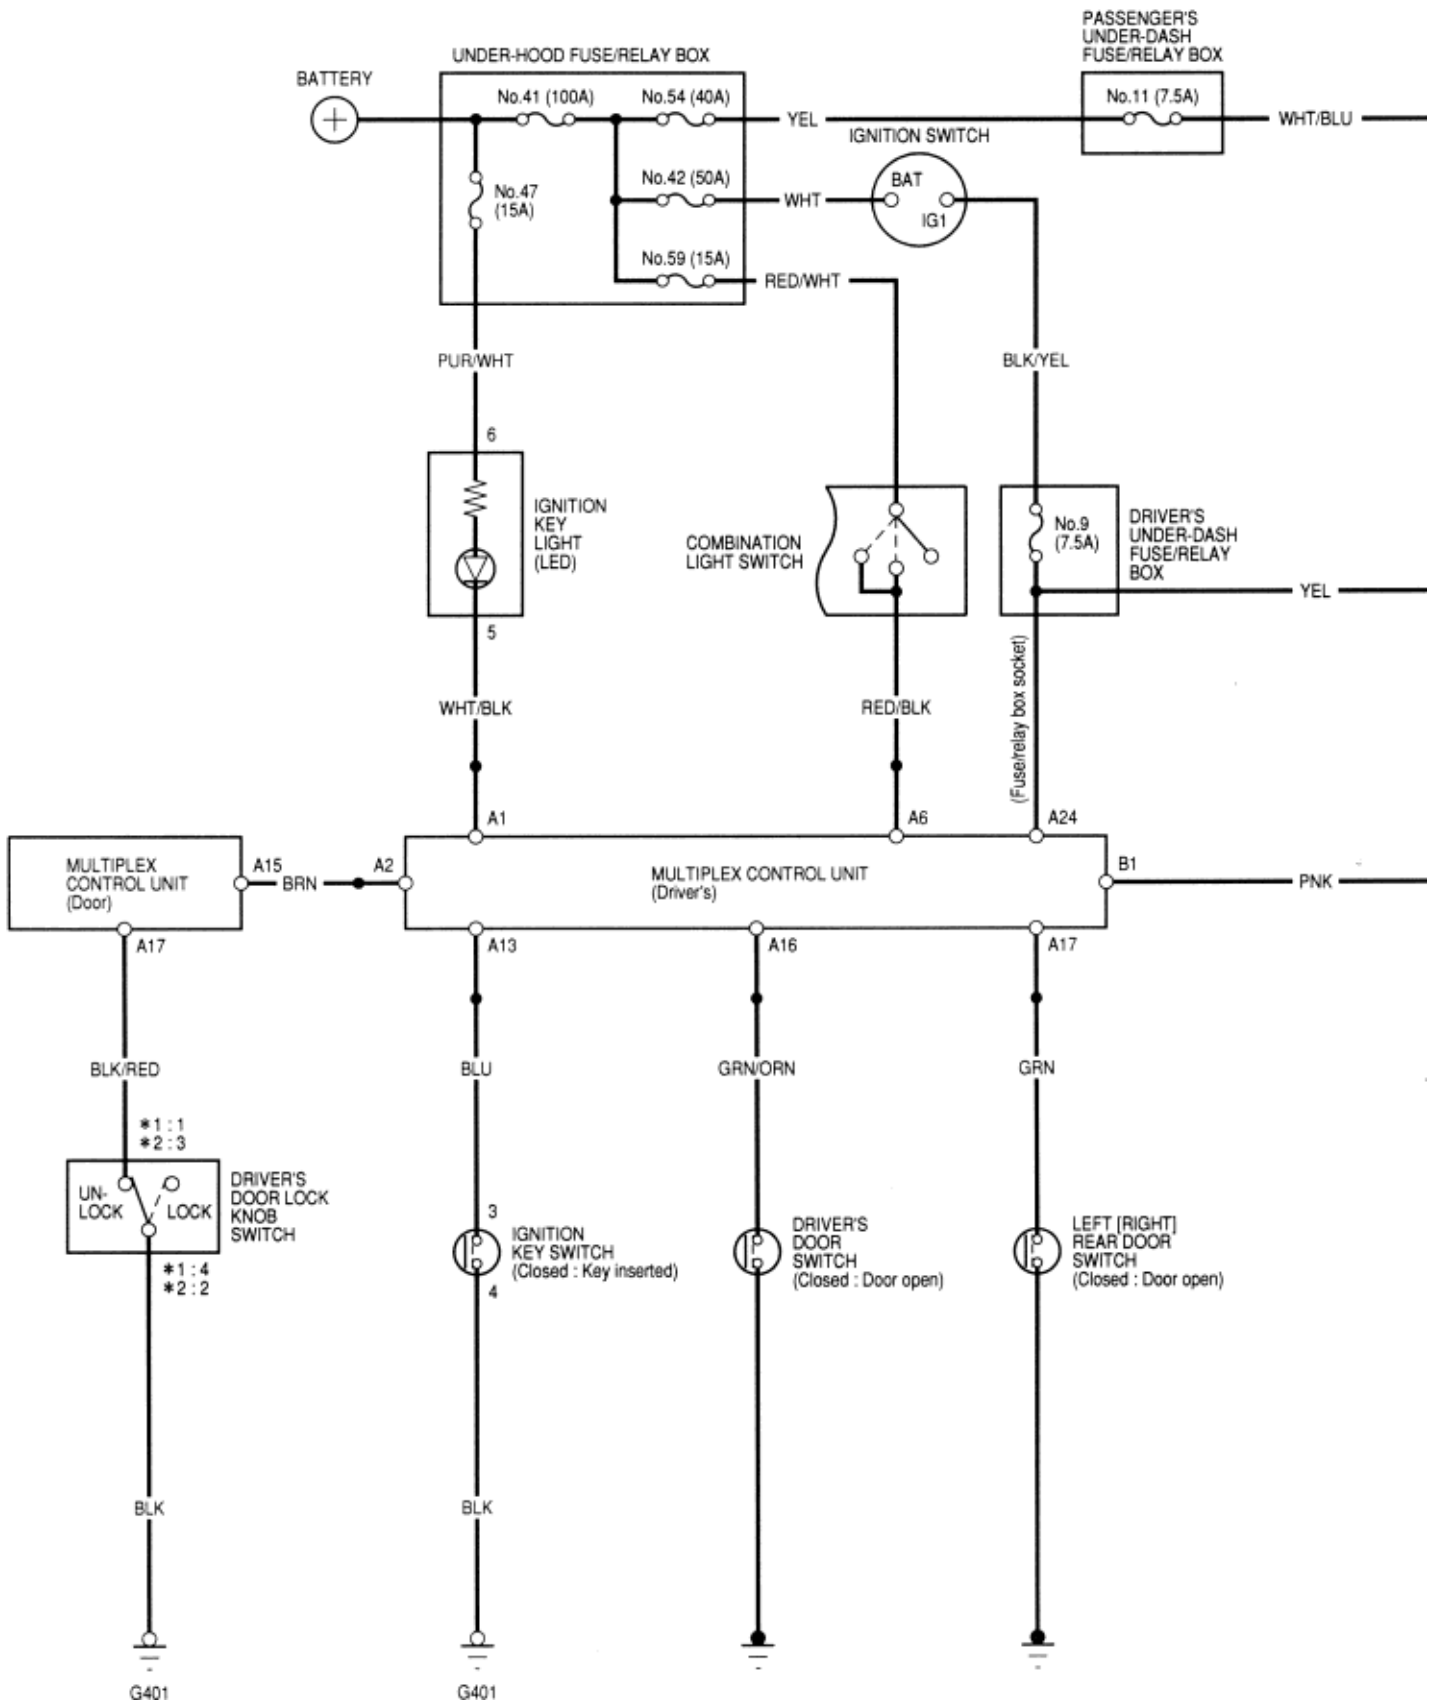 PASSENGER'S
UNDER-DASH
FUSE/RELAY BOX
UNDER-HOOD FUSE/RELAY BOX
BATTERY
No.41 (100A)
No.54 (40A)
YEL
No.11 (7.5A)
WHT/BLU
IGNITION SWITCH
No.47
(15A)
No.42 (50A)
WHT
BAT
IG1
No.59 (15A)
RED/WHT
PUR/WHT
BLK/YEL
6
IGNITION
KEY
LIGHT
(LED)
COMBINATION
LIGHT SWITCH
No.9
(7.5A)
DRIVER'S
UNDER-DASH
FUSE/RELAY
BOX
YEL
5
WHT/BLK
RED/BLK
(Fuse/relay box socket)
A1
A6
A24
MULTIPLEX
CONTROL UNIT
(Door)
A15
BRN
A2
MULTIPLEX CONTROL UNIT
(Driver's)
B1
PNK
A17
A13
A16
A17
BLK/RED
BLU
GRN/ORN
GRN
*1 : 1
*2 : 3
UN-
LOCK
LOCK
DRIVER'S
DOOR LOCK
KNOB
SWITCH
*1 : 4
*2 : 2
3
IGNITION
KEY SWITCH
(Closed : Key inserted)
4
DRIVER'S
DOOR
SWITCH
(Closed : Door open)
LEFT [RIGHT]
REAR DOOR
SWITCH
(Closed : Door open)
BLK
BLK
G401
G401